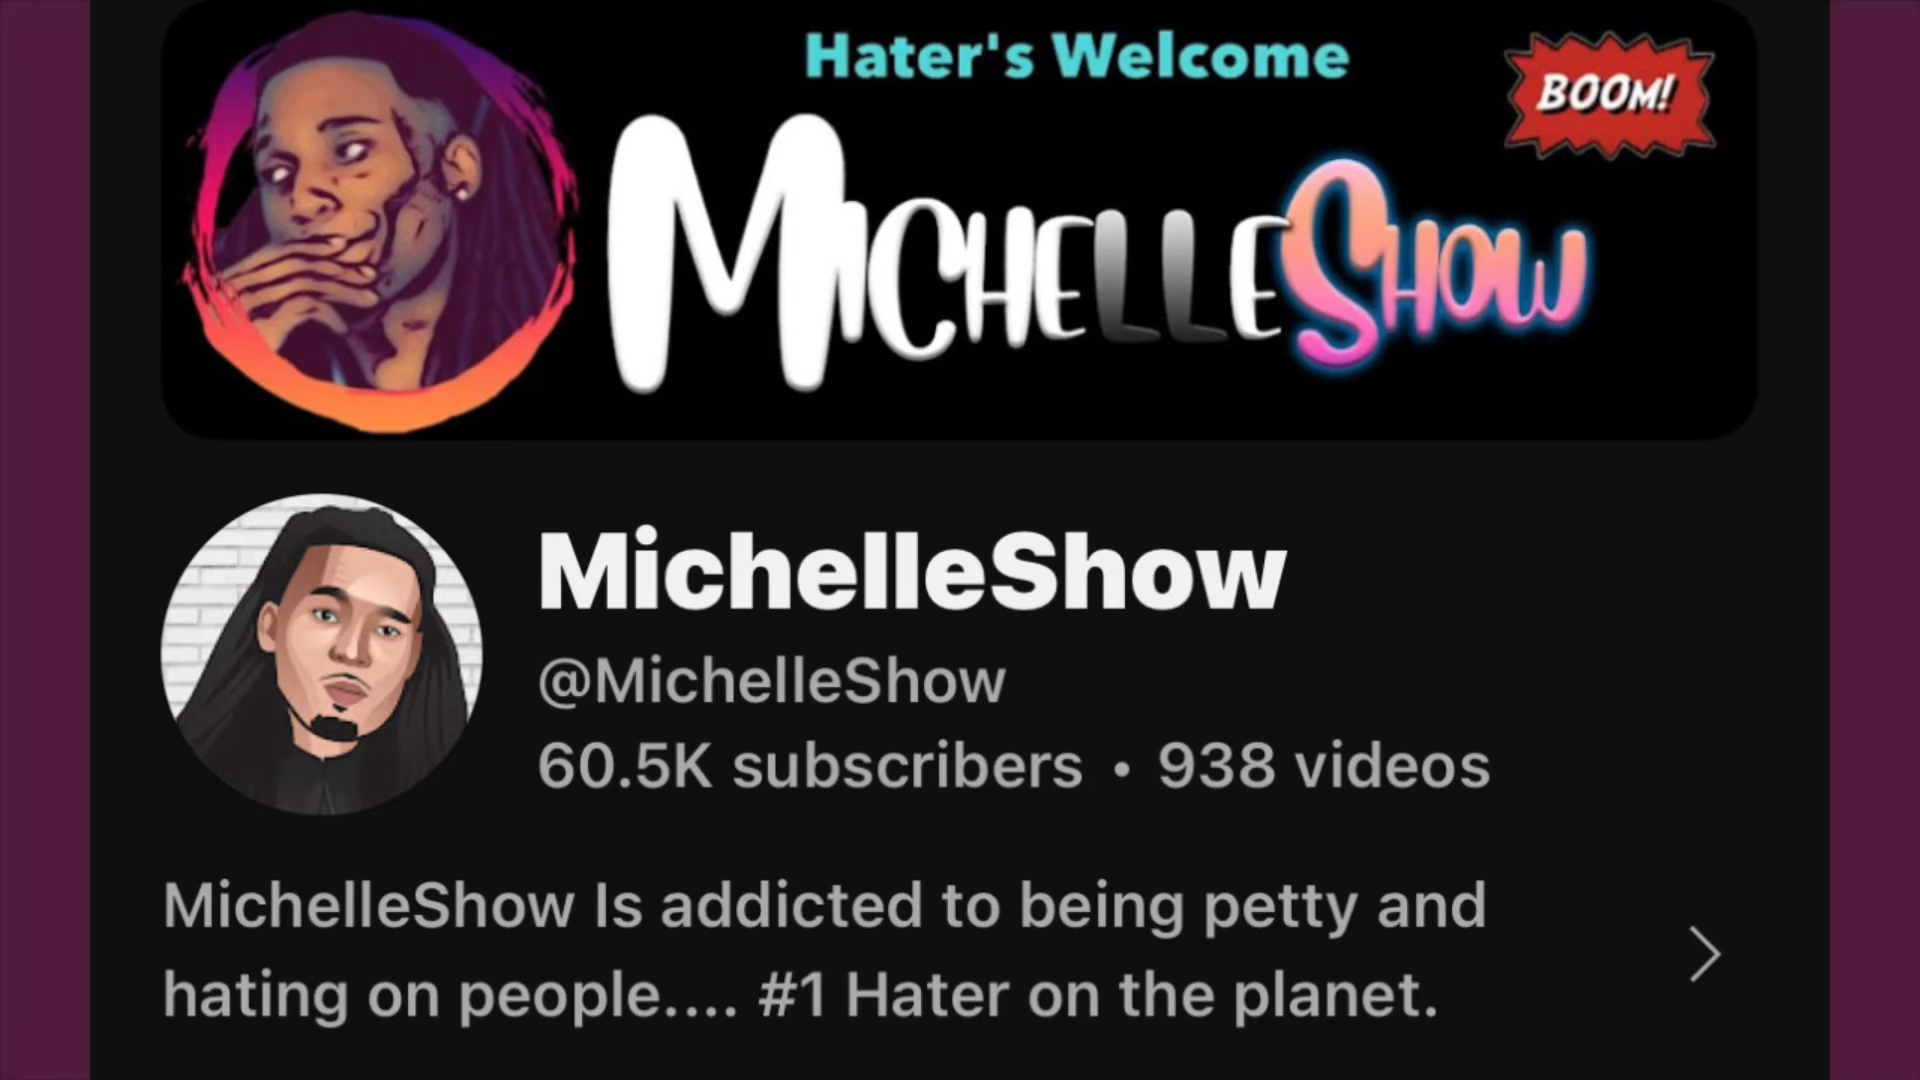 Hater's Welcome
BOOM!
MICHELLESHOW
MichelleShow
@MichelleShow
60.5K subscribers • 938 videos
MichelleShow Is addicted to being petty and
hating on people.... #1 Hater on the planet.